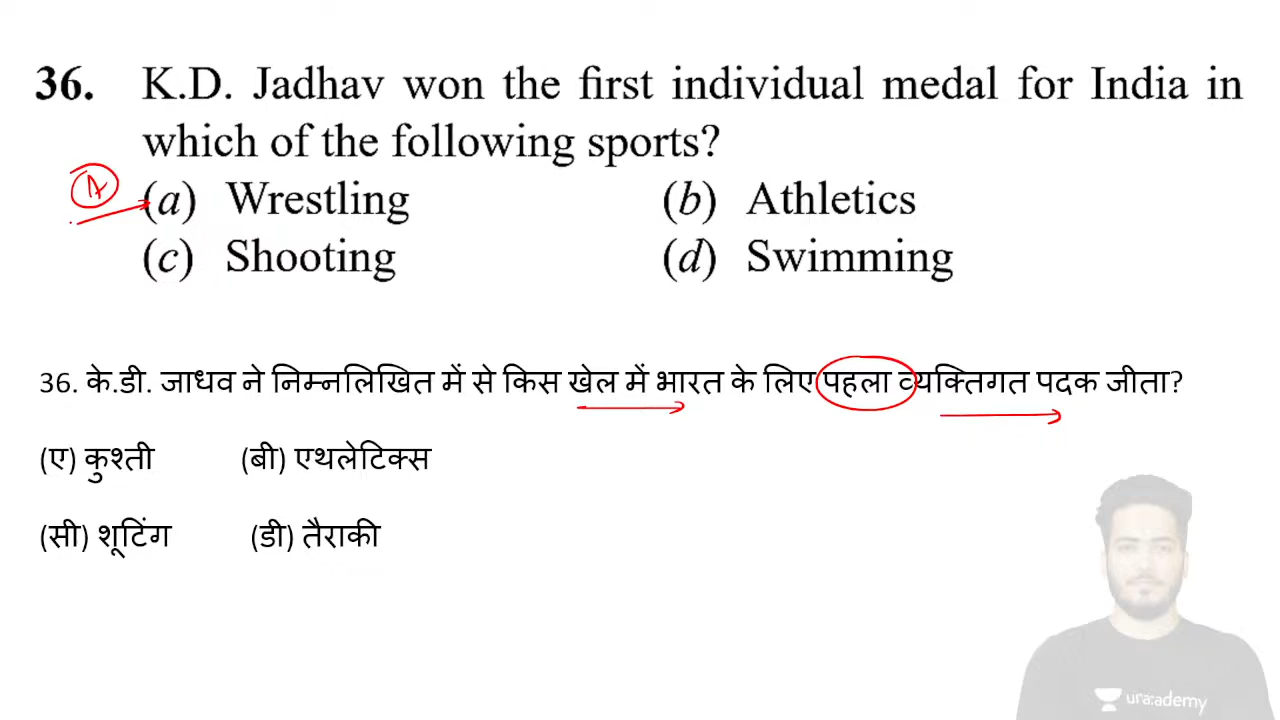 36. K.D. Jadhav won the first individual medal for India in
which of the following sports?
A
(a) Wrestling (b) Athletics
(c) Shooting (d) Swimming
36. के.डी. जाधव ने निम्नलिखित में से किस खेल में भारत के लिए पहला व्यक्तिगत पदक जीता?
(ए) कुश्ती (बी) एथलेटिक्स
(सी) शूटिंग (डी) तैराकी